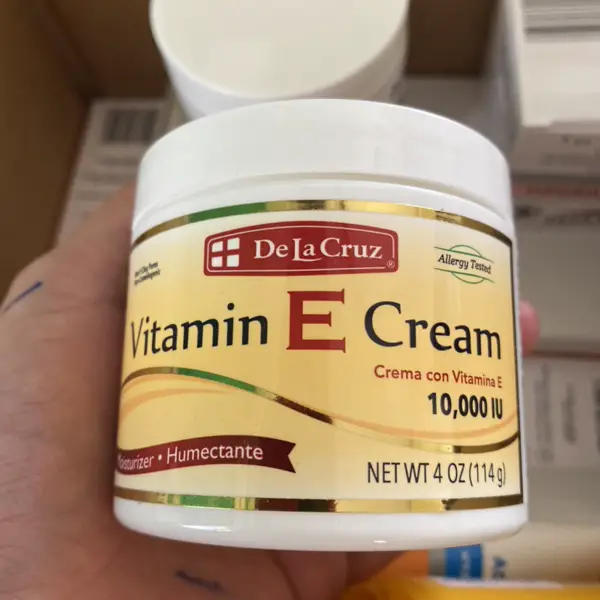 De La Cruz ®
Allergy Tested
Vitamin E Cream
Crema con Vitamina E
10,000 IU
Moisturizer • Humectante
NET WT 4 OZ (114 g)